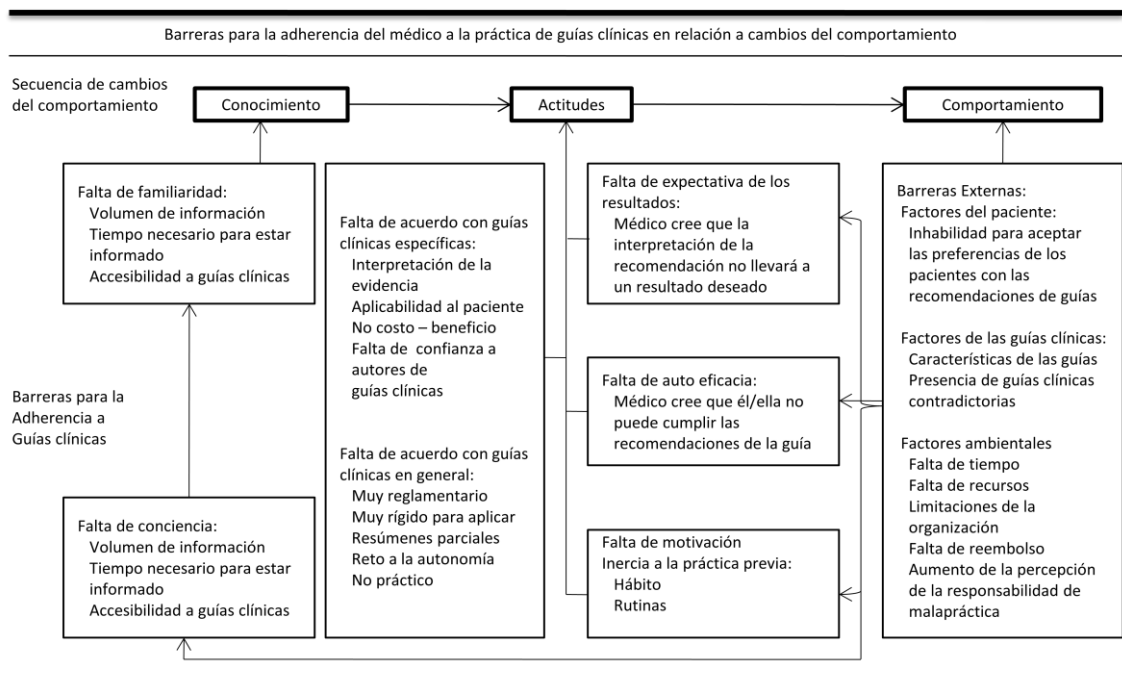 Barreras para la adherencia del médico a la práctica de guías clínicas en relación a cambios del comportamiento
Secuencia de cambios
del comportamiento
Conocimiento
Actitudes
Comportamiento
Barreras para la
Adherencia a
Guías clínicas
Falta de familiaridad:
Volumen de información
Tiempo necesario para estar
informado
Accesibilidad a guías clínicas
Falta de conciencia:
Volumen de información
Tiempo necesario para estar
informado
Accesibilidad a guías clínicas
Falta de acuerdo con guías
clínicas específicas:
Interpretación de la
evidencia
Aplicabilidad al paciente
No costo – beneficio
Falta de confianza a
autores de
guías clínicas
Falta de acuerdo con guías
clínicas en general:
Muy reglamentario
Muy rígido para aplicar
Resúmenes parciales
Reto a la autonomía
No práctico
Falta de expectativa de los
resultados:
Médico cree que la
interpretación de la
recomendación no llevará a
un resultado deseado
Falta de auto eficacia:
Médico cree que él/ella no
puede cumplir las
recomendaciones de la guía
Falta de motivación
Inercia a la práctica previa:
Hábito
Rutinas
Barreras Externas:
Factores del paciente:
Inhabilidad para aceptar
las preferencias de los
pacientes con las
recomendaciones de guías
Factores de las guías clínicas:
Características de las guías
Presencia de guías clínicas
contradictorias
Factores ambientales
Falta de tiempo
Falta de recursos
Limitaciones de la
organización
Falta de reembolso
Aumento de la percepción
de la responsabilidad de
malapráctica